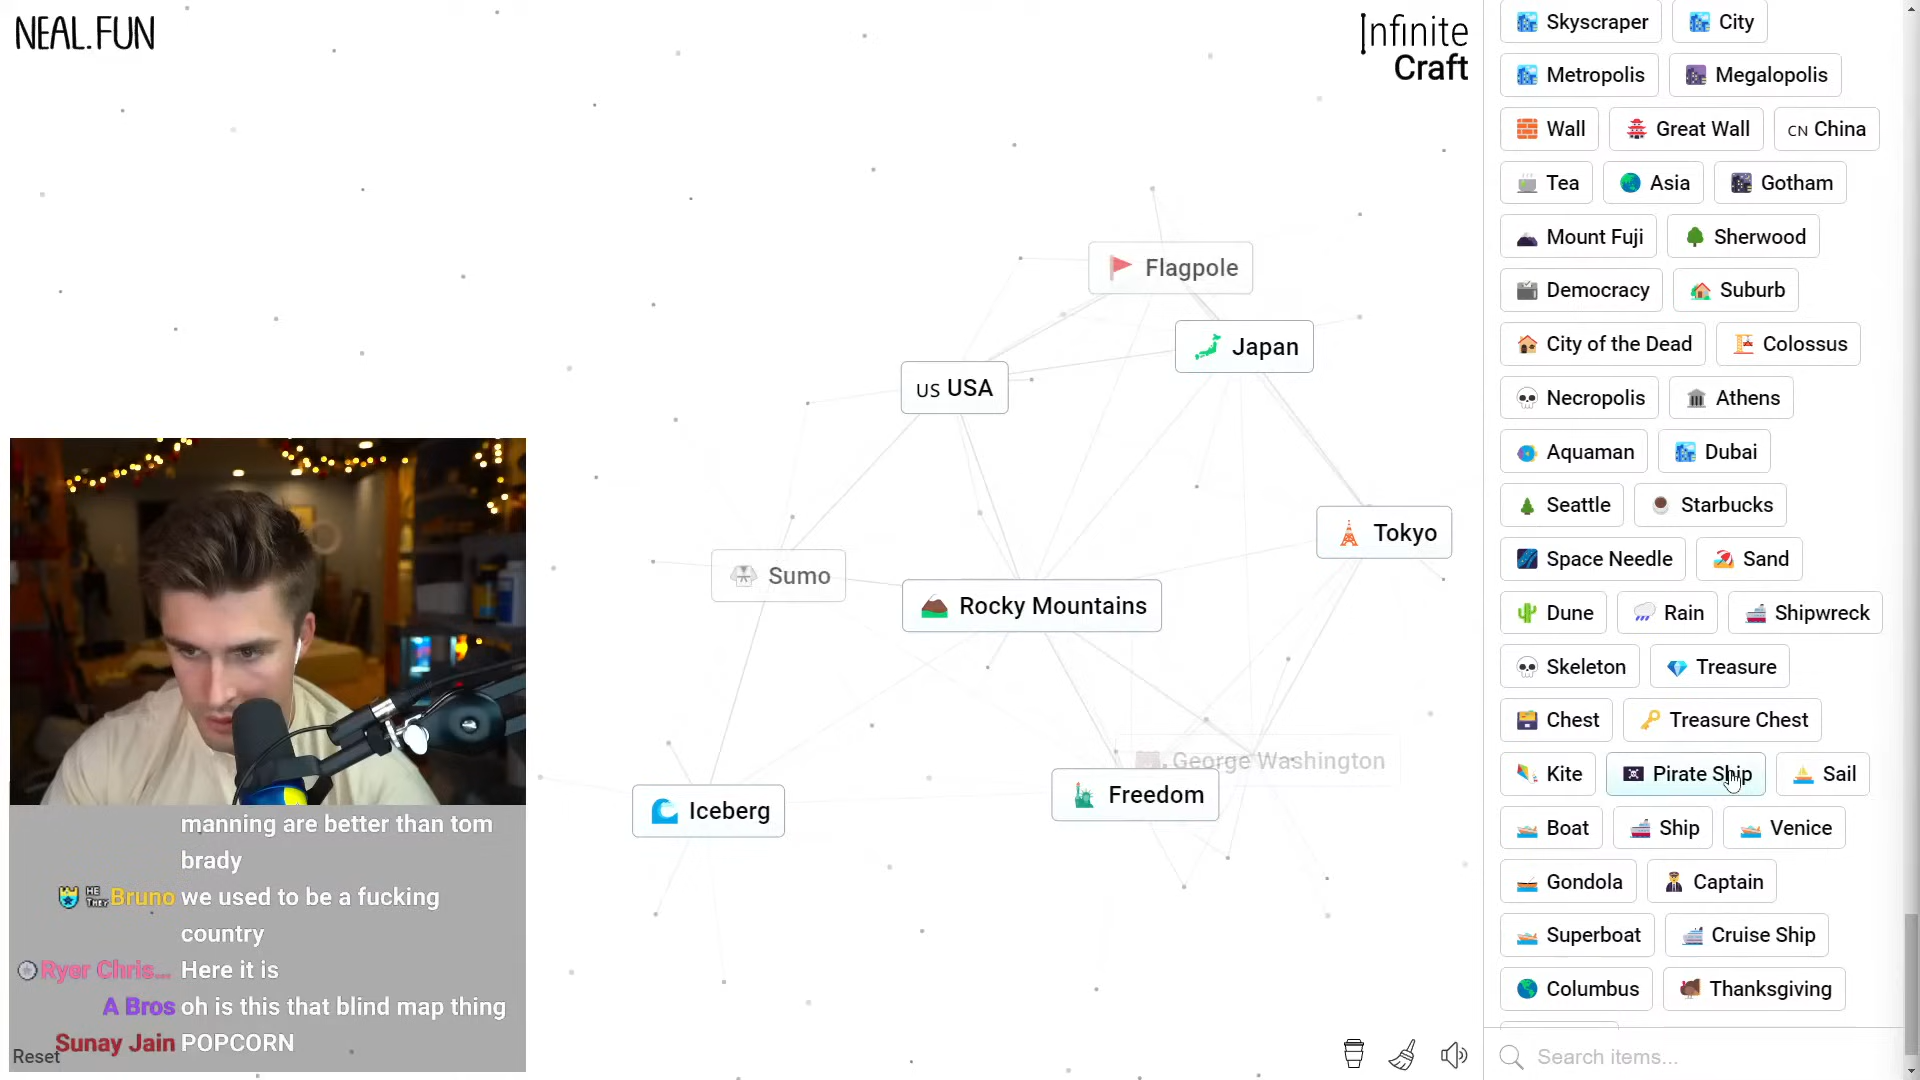 NEAL.FUN
Infinite
Craft
Flagpole
Japan
US USA
Tokyo
Sumo
Rocky Mountains
George Washington
Freedom
Iceberg
manning are better than tom
brady
HE THEY Bruno we used to be a fucking
country
Ryer Chris... Here it is
A Bros oh is this that blind map thing
Sunay Jain POPCORN
Reset
Skyscraper City
Metropolis Megalopolis
Wall Great Wall CN China
Tea Asia Gotham
Mount Fuji Sherwood
Democracy Suburb
City of the Dead Colossus
Necropolis Athens
Aquaman Dubai
Seattle Starbucks
Space Needle Sand
Dune Rain Shipwreck
Skeleton Treasure
Chest Treasure Chest
Kite Pirate Ship Sail
Boat Ship Venice
Gondola Captain
Superboat Cruise Ship
Columbus Thanksgiving
Search items...